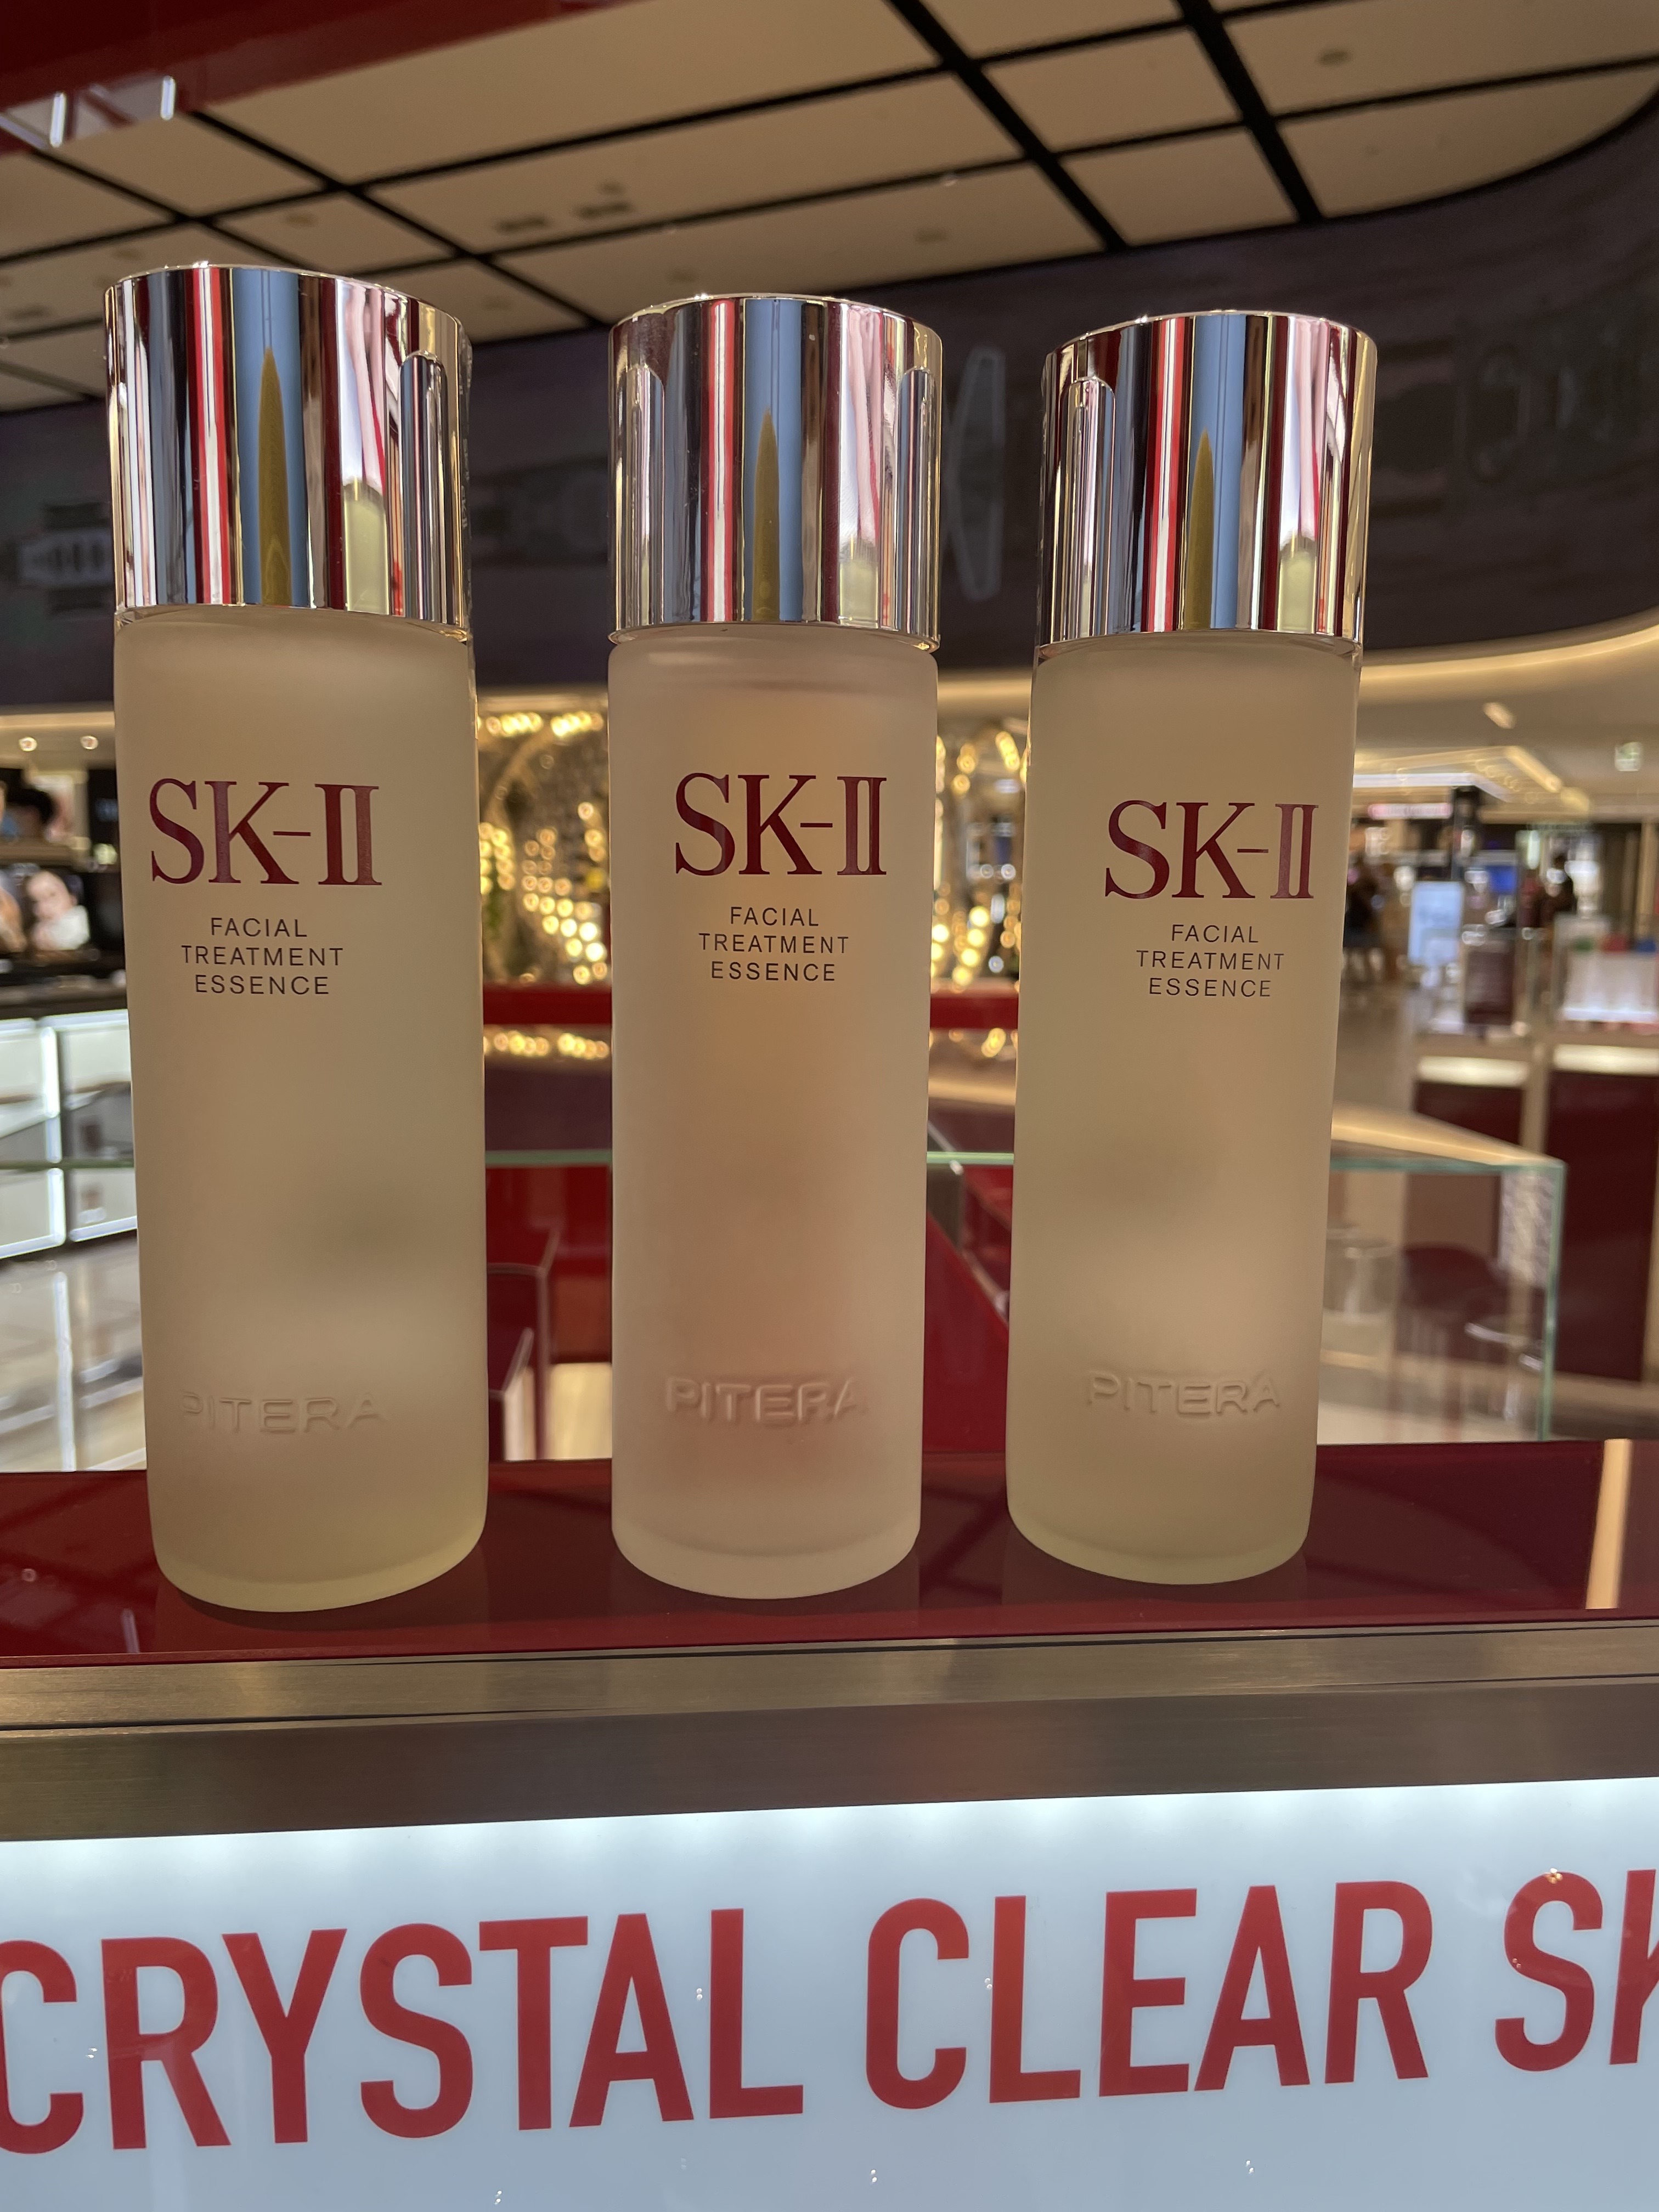 SK-II
FACIAL
TREATMENT
ESSENCE
PITERA
SK-II
FACIAL
TREATMENT
ESSENCE
PITERA
SK-II
FACIAL
TREATMENT
ESSENCE
PITERA
CRYSTAL CLEAR SK